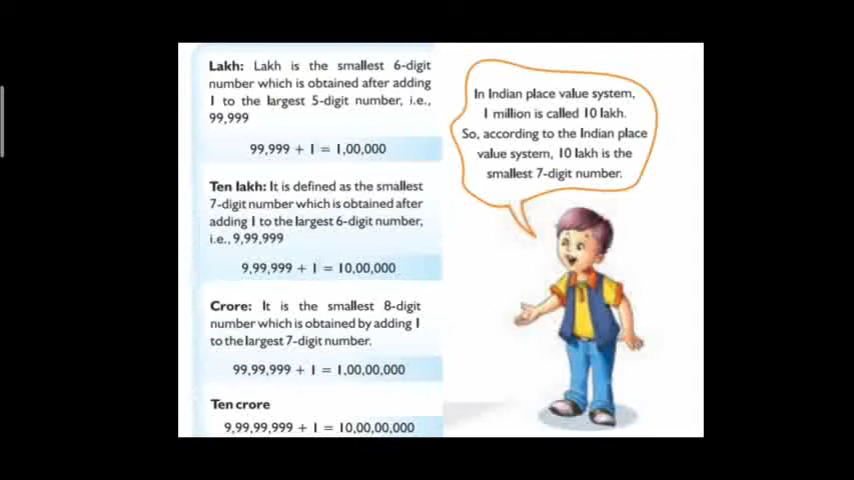 Lakh: Lakh is the smallest 6-digit
number which is obtained after adding
1 to the largest 5-digit number, i.e.,
99,999
99,999 + 1 = 1,00,000
Ten lakh: It is defined as the smallest
7-digit number which is obtained after
adding 1 to the largest 6-digit number,
i.e., 9,99,999
9,99,999 + 1 = 10,00,000
Crore: It is the smallest 8-digit
number which is obtained by adding 1
to the largest 7-digit number.
99,99,999 + 1 = 1,00,00,000
Ten crore
9,99,99,999 + 1 = 10,00,00,000
In Indian place value system,
1 million is called 10 lakh.
So, according to the Indian place
value system, 10 lakh is the
smallest 7-digit number.